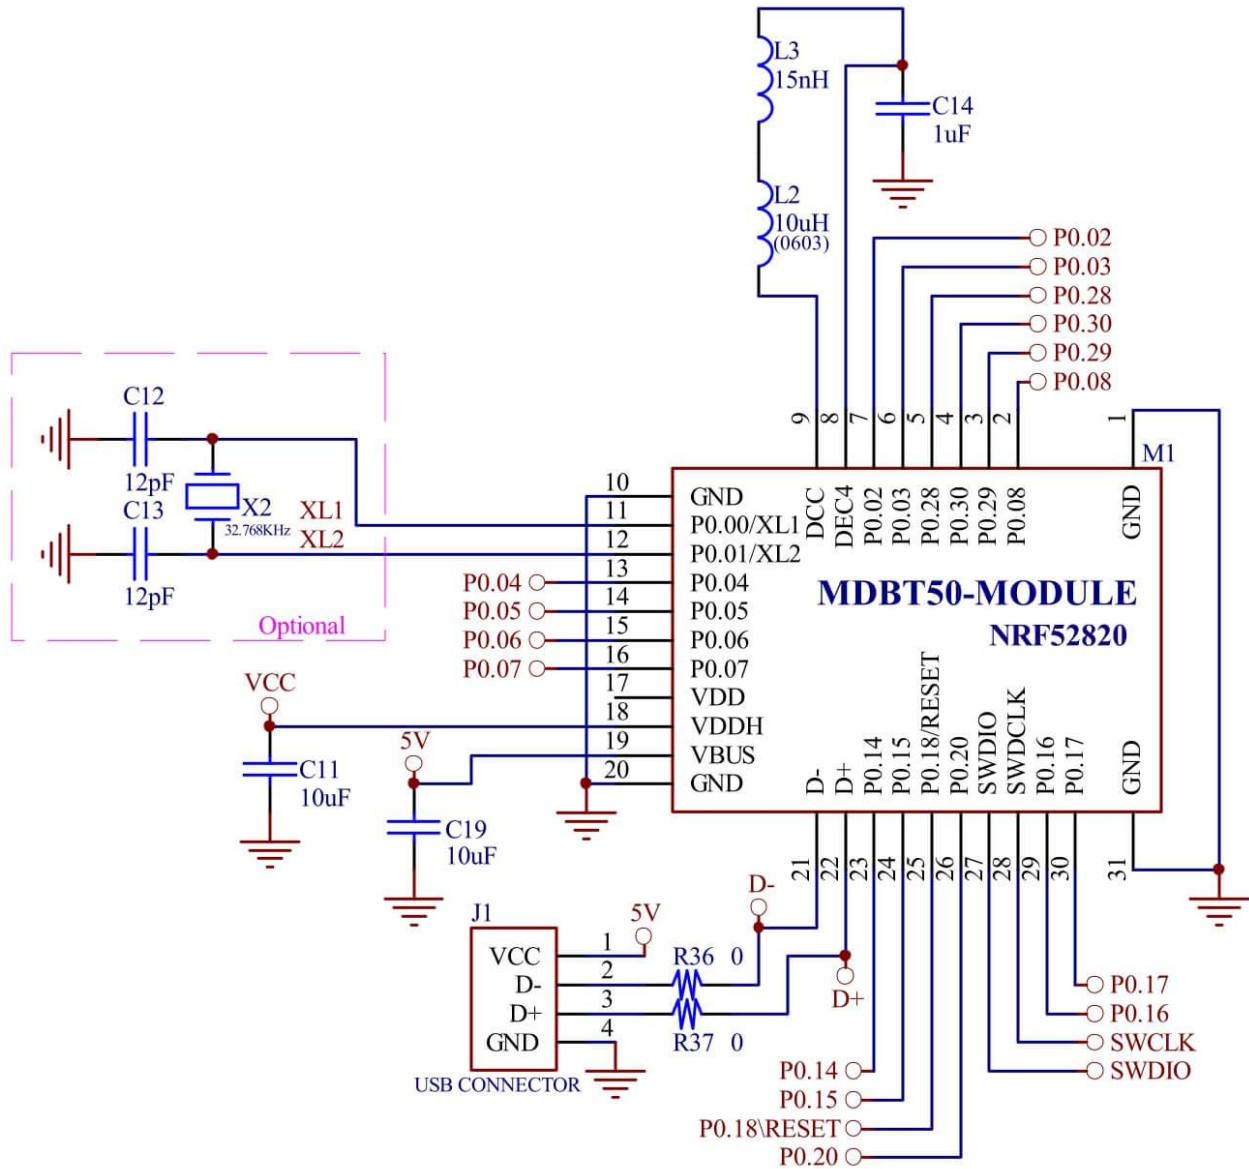 L3
15nH
C14
1uF
L2
10uH
(0603)
P0.02
P0.03
P0.28
P0.30
P0.29
P0.08
9
8
7
6
5
4
3
2
1
M1
C12
12pF
C13
12pF
X2
32.768KHz
XL1
XL2
Optional
10
11
12
13
14
15
16
17
18
19
20
GND
P0.00/XL1
P0.01/XL2
P0.04
P0.05
P0.06
P0.07
VDD
VDDH
VBUS
GND
DCC
DEC4
P0.02
P0.03
P0.28
P0.30
P0.29
P0.08
GND
MDBT50-MODULE
NRF52820
P0.04
P0.05
P0.06
P0.07
VCC
C11
10uF
5V
C19
10uF
D-
D+
P0.14
P0.15
P0.18/RESET
P0.20
SWDIO
SWDCLK
P0.16
P0.17
GND
21
22
23
24
25
26
27
28
29
30
31
J1
VCC
D-
D+
GND
1
2
3
4
5V
USB CONNECTOR
R36 0
R37 0
D-
D+
P0.14
P0.15
P0.18\RESET
P0.20
P0.17
P0.16
SWCLK
SWDIO